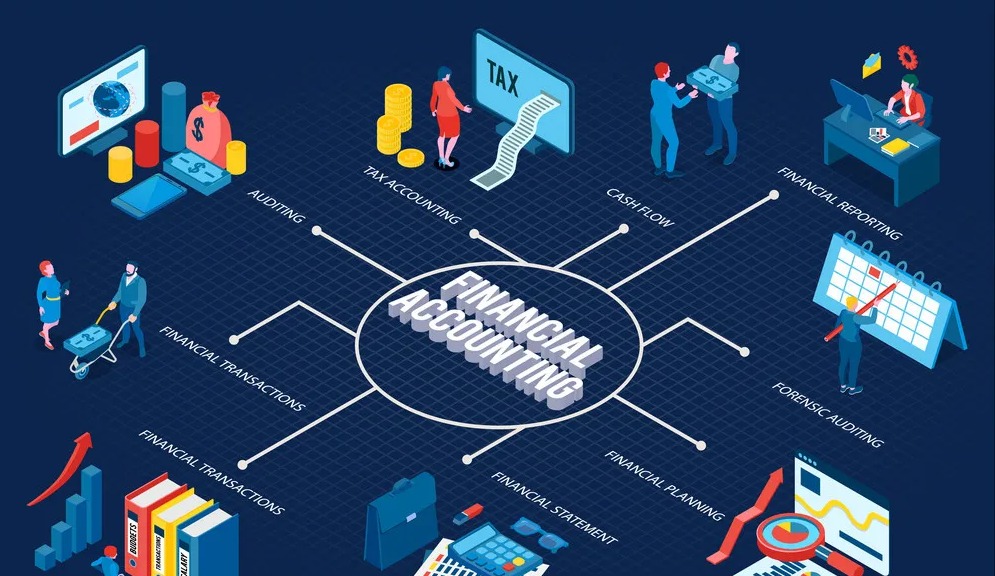 TAX
AUDITING
TAX ACCOUNTING
CASH FLOW
FINANCIAL REPORTING
FINANCIAL
ACCOUNTING
FINANCIAL TRANSACTIONS
FORENSIC AUDITING
FINANCIAL TRANSACTIONS
FINANCIAL STATEMENT
FINANCIAL PLANNING
BUDGETS
TRANSACTIONS
SALARY